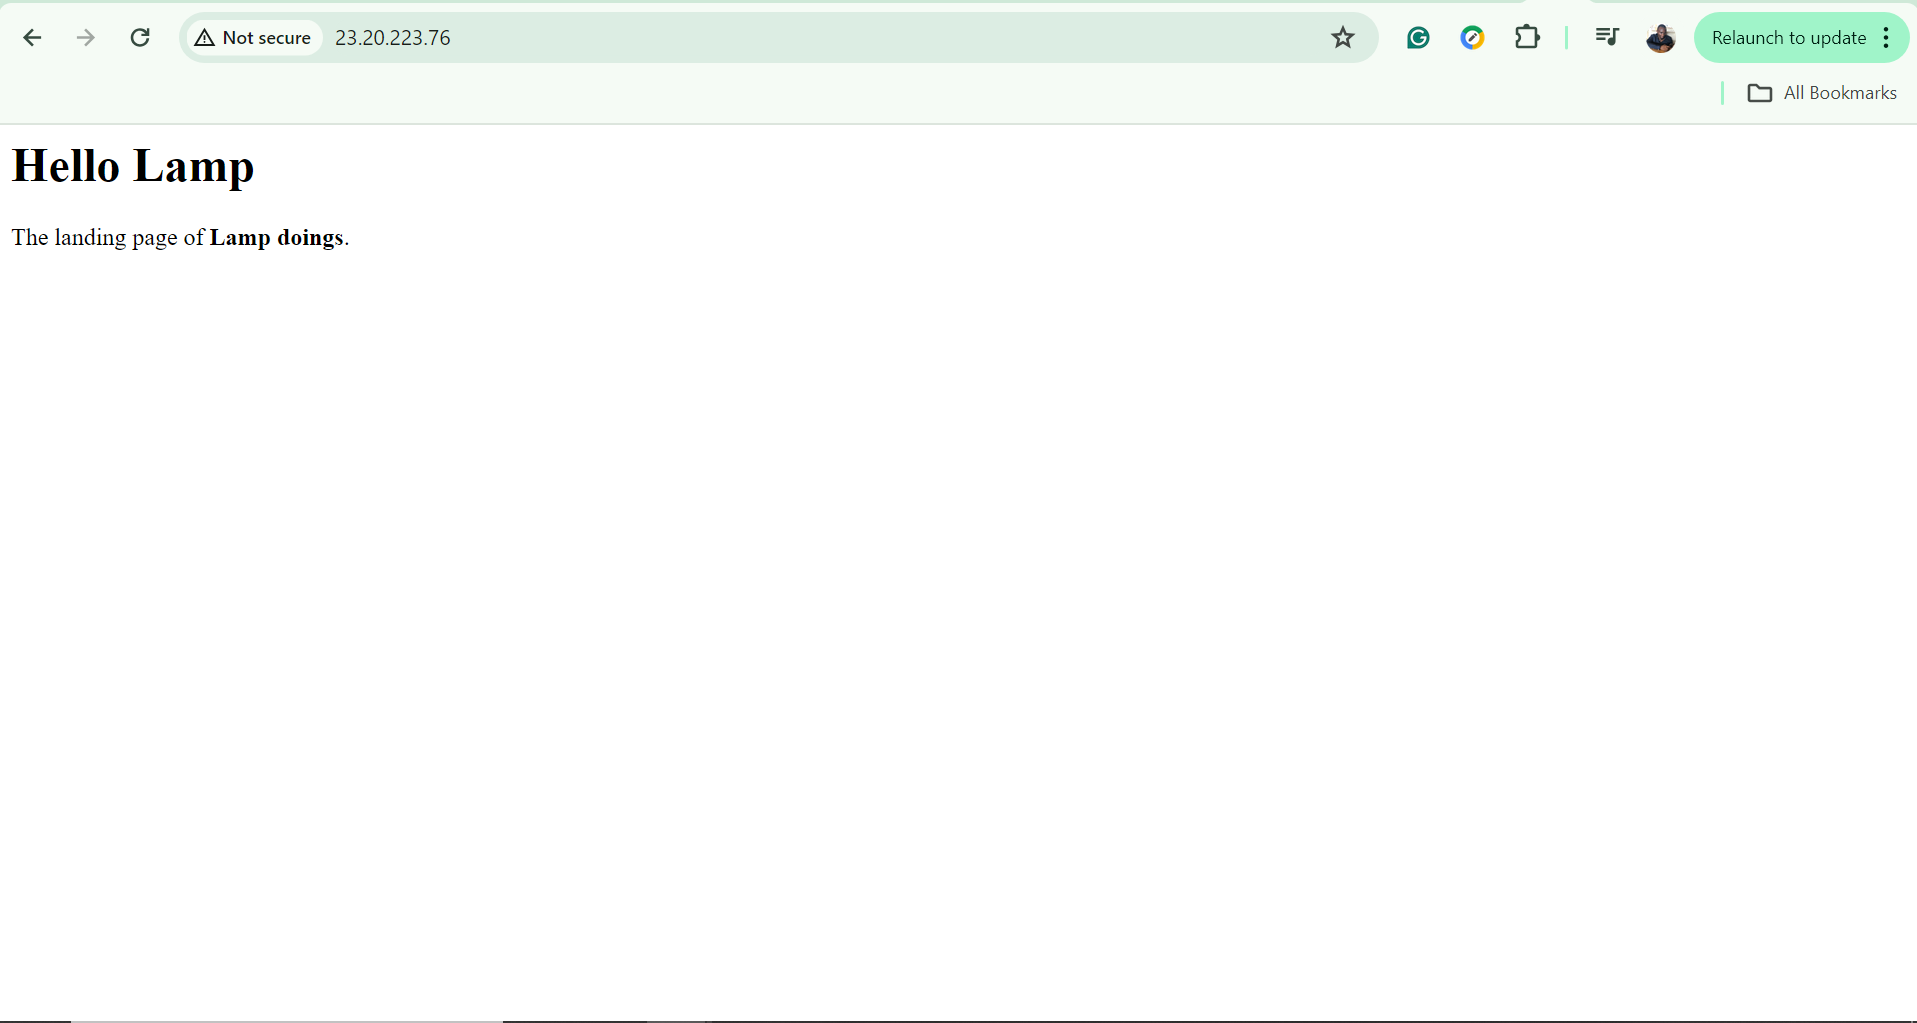 Not secure 23.20.223.76 Relaunch to update
All Bookmarks
Hello Lamp
The landing page of Lamp doings.